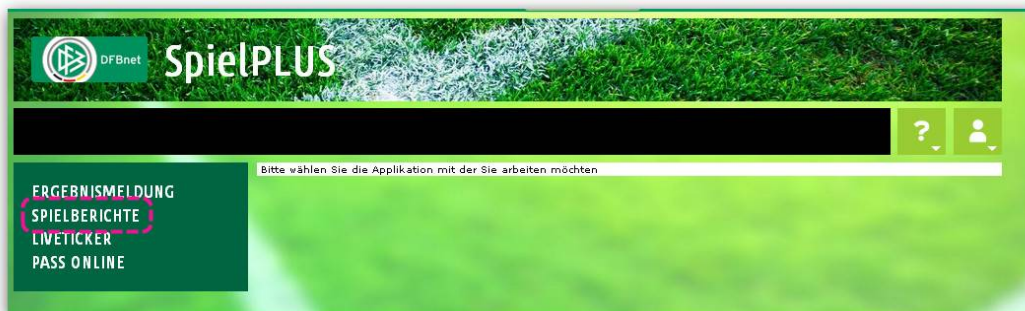 DFBnet
SpielPLUS
?
Bitte wählen Sie die Applikation mit der Sie arbeiten möchten
ERGEBNISMELDUNG
SPIELBERICHTE
LIVETICKER
PASS ONLINE